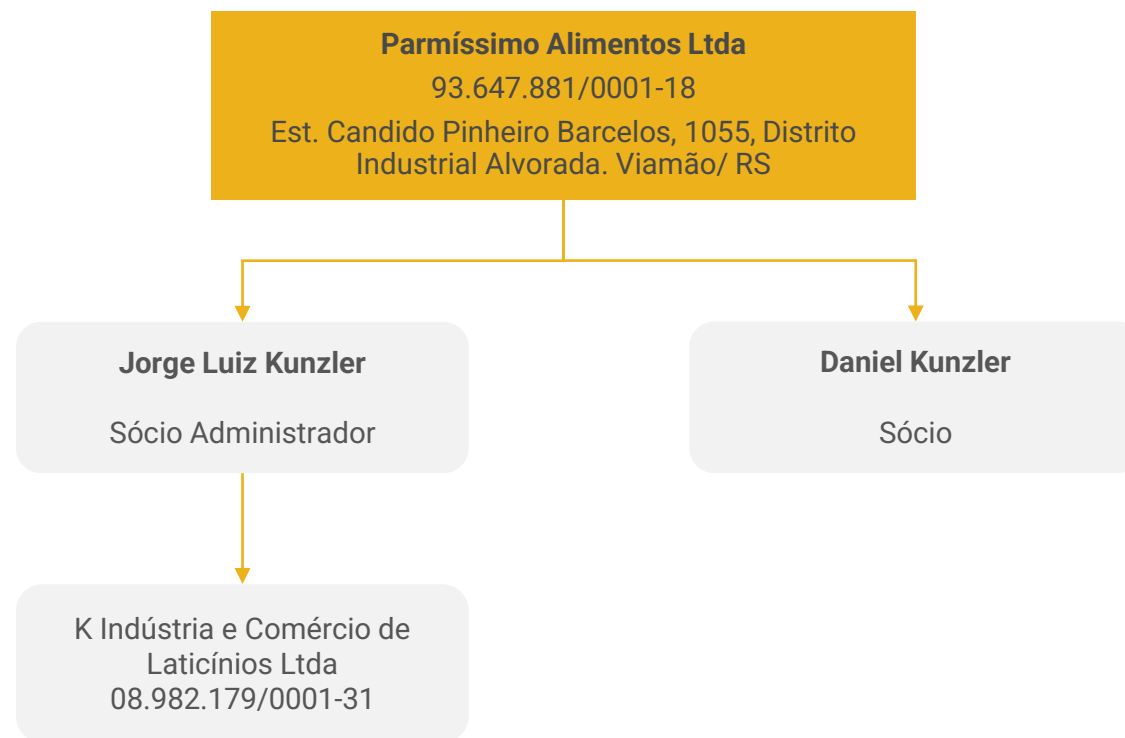 Parmíssimo Alimentos Ltda
93.647.881/0001-18
Est. Candido Pinheiro Barcelos, 1055, Distrito
Industrial Alvorada. Viamão/ RS
Jorge Luiz Kunzler
Sócio Administrador
Daniel Kunzler
Sócio
K Indústria e Comércio de
Laticínios Ltda
08.982.179/0001-31